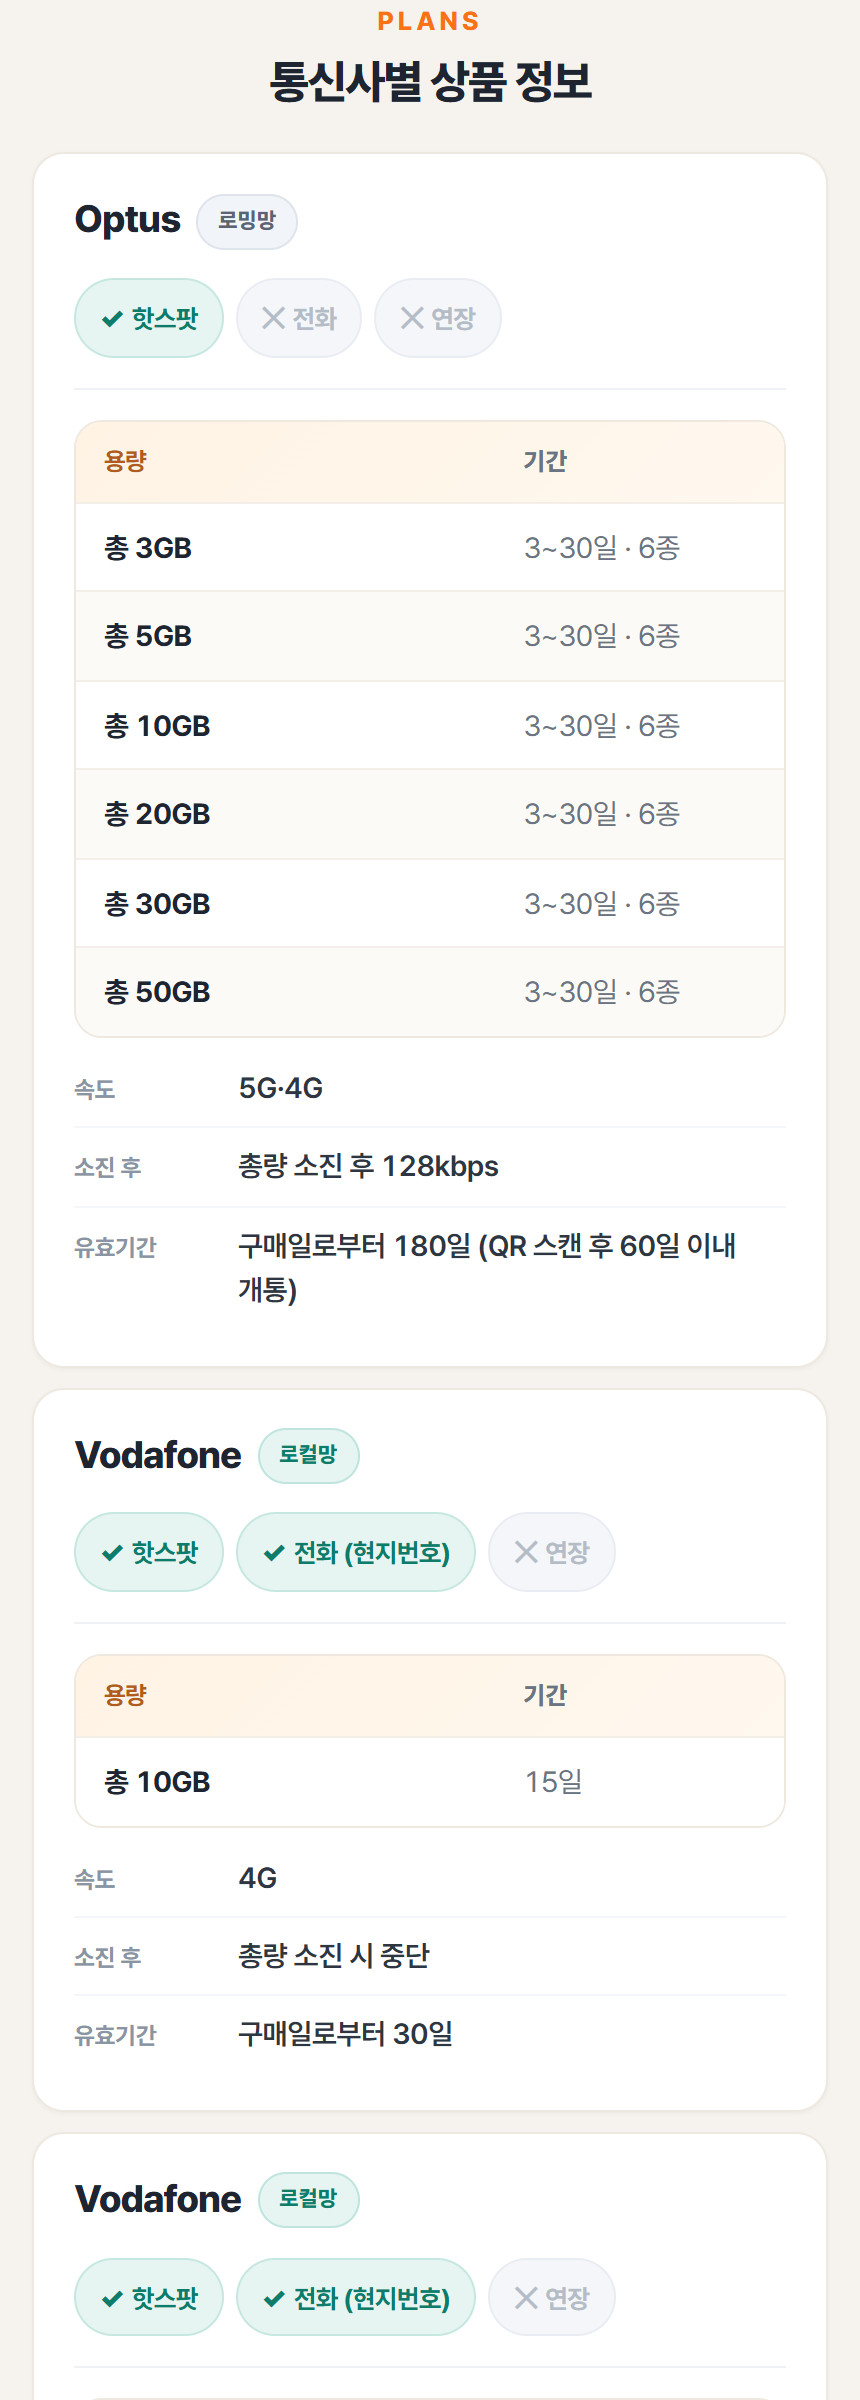 PLANS
통신사별 상품 정보
Optus 로밍망
✓ 핫스팟 ✕ 전화 ✕ 연장
용량 기간
총 3GB 3~30일 · 6종
총 5GB 3~30일 · 6종
총 10GB 3~30일 · 6종
총 20GB 3~30일 · 6종
총 30GB 3~30일 · 6종
총 50GB 3~30일 · 6종
속도 5G·4G
소진 후 총량 소진 후 128kbps
유효기간 구매일로부터 180일 (QR 스캔 후 60일 이내
개통)
Vodafone 로컬망
✓ 핫스팟 ✓ 전화 (현지번호) ✕ 연장
용량 기간
총 10GB 15일
속도 4G
소진 후 총량 소진 시 중단
유효기간 구매일로부터 30일
Vodafone 로컬망
✓ 핫스팟 ✓ 전화 (현지번호) ✕ 연장